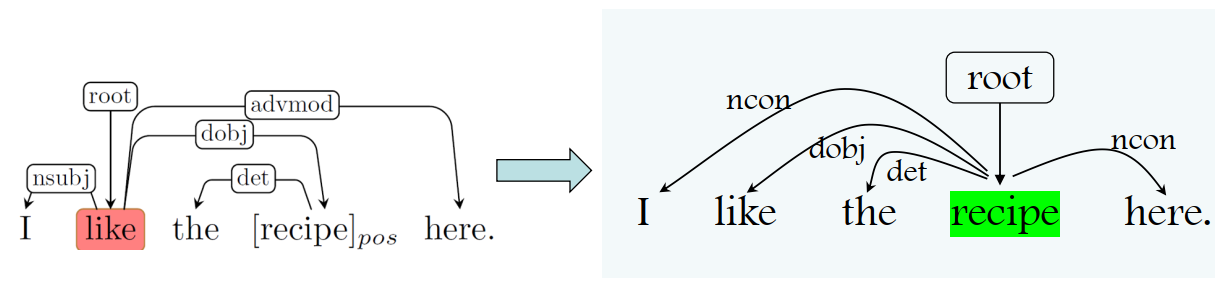 root
advmod
dobj
nsubj
det
I like the [recipe]pos here.
root
ncon
ncon
dobj
det
I like the recipe here.